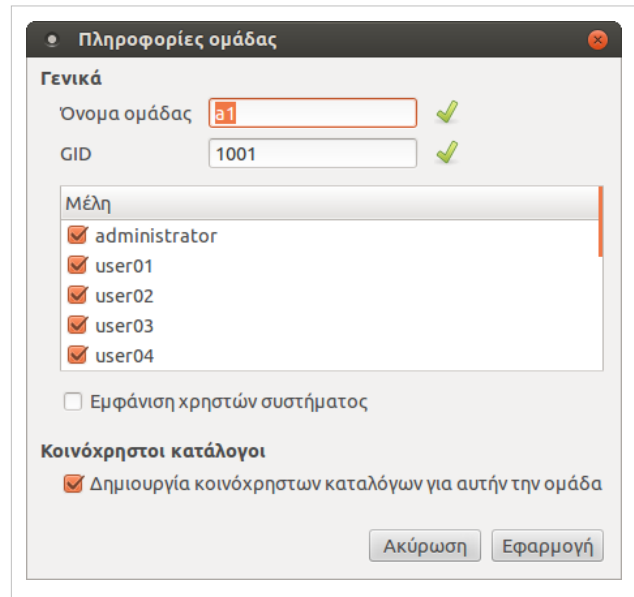 Πληροφορίες ομάδας
Γενικά
Όνομα ομάδας a1
GID 1001
Μέλη
administrator
user01
user02
user03
user04
Εμφάνιση χρηστών συστήματος
Κοινόχρηστοι κατάλογοι
Δημιουργία κοινόχρηστων καταλόγων για αυτήν την ομάδα
Ακύρωση Εφαρμογή